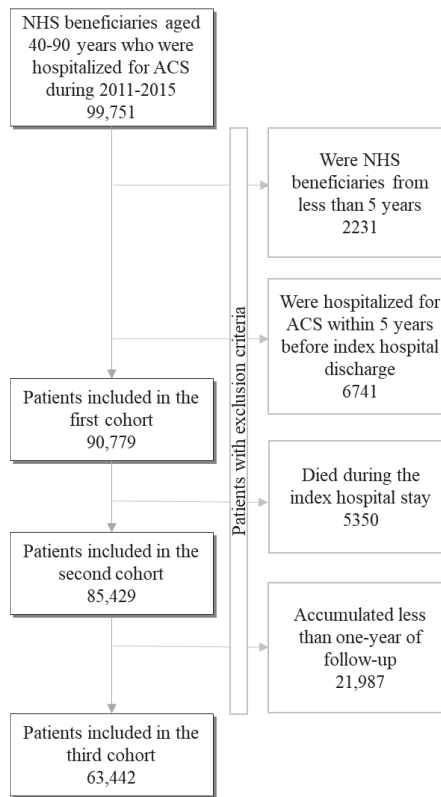 NHS beneficiaries aged
40-90 years who were
hospitalized for ACS
during 2011-2015
99,751
Were NHS
beneficiaries from
less than 5 years
2231
Were hospitalized for
ACS within 5 years
before index hospital
discharge
6741
Patients with exclusion criteria
Patients included in the
first cohort
90,779
Died during the
index hospital stay
5350
Patients included in the
second cohort
85,429
Accumulated less
than one-year of
follow-up
21,987
Patients included in the
third cohort
63,442